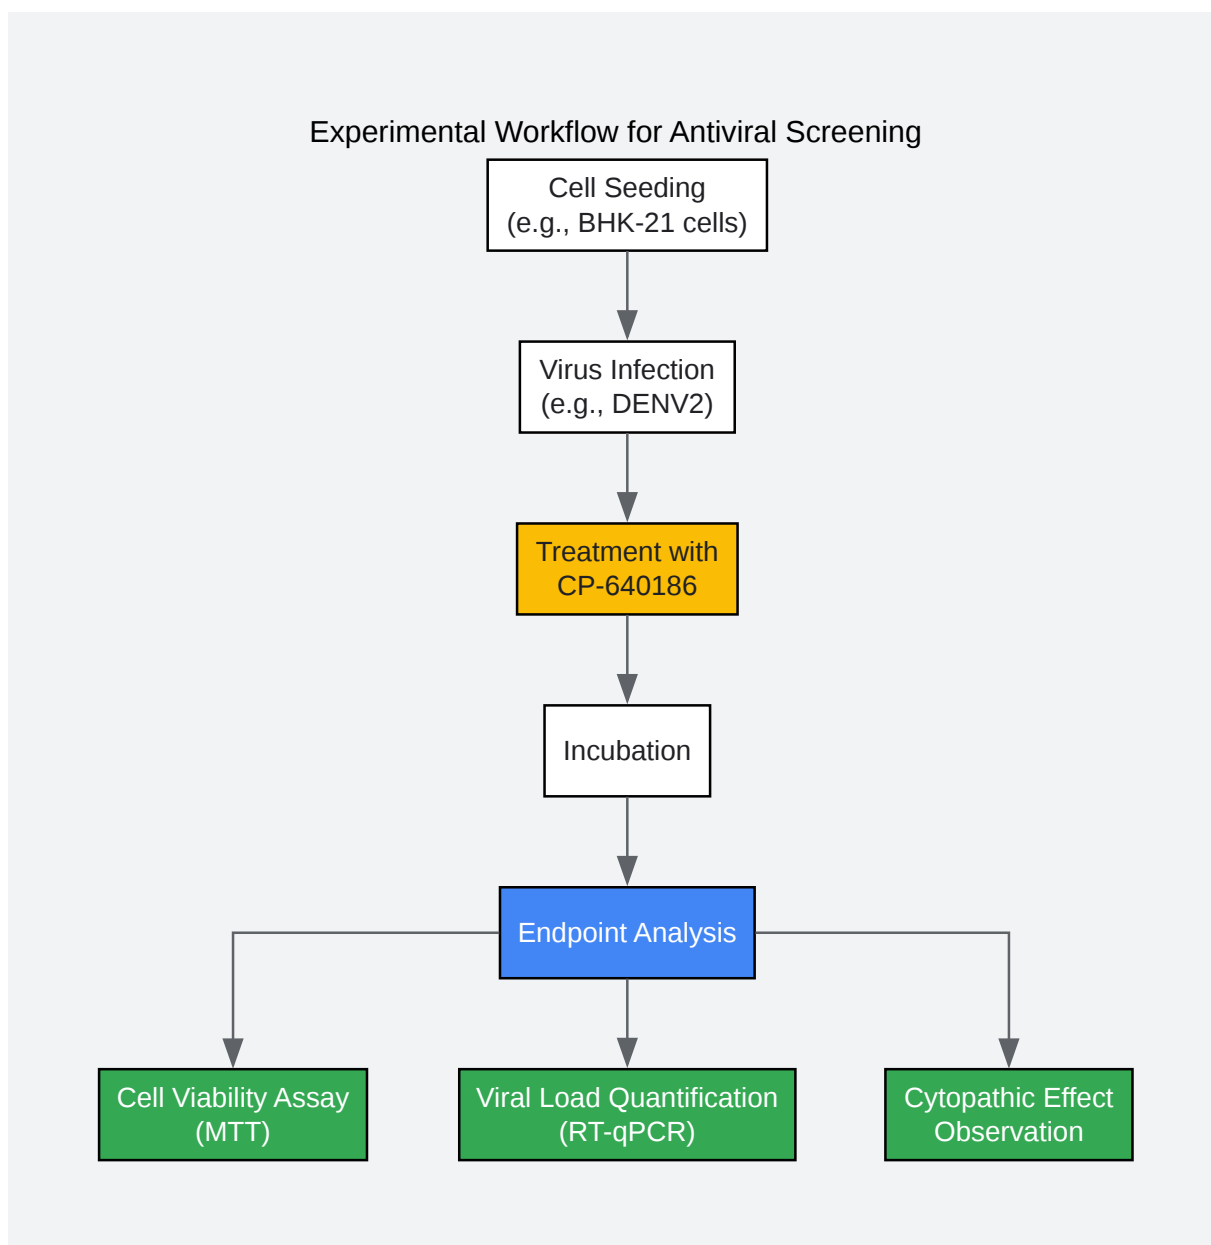 Experimental Workflow for Antiviral Screening
Cell Seeding
(e.g., BHK-21 cells)
Virus Infection
(e.g., DENV2)
Treatment with
CP-640186
Incubation
Endpoint Analysis
Cell Viability Assay
(MTT)
Viral Load Quantification
(RT-qPCR)
Cytopathic Effect
Observation